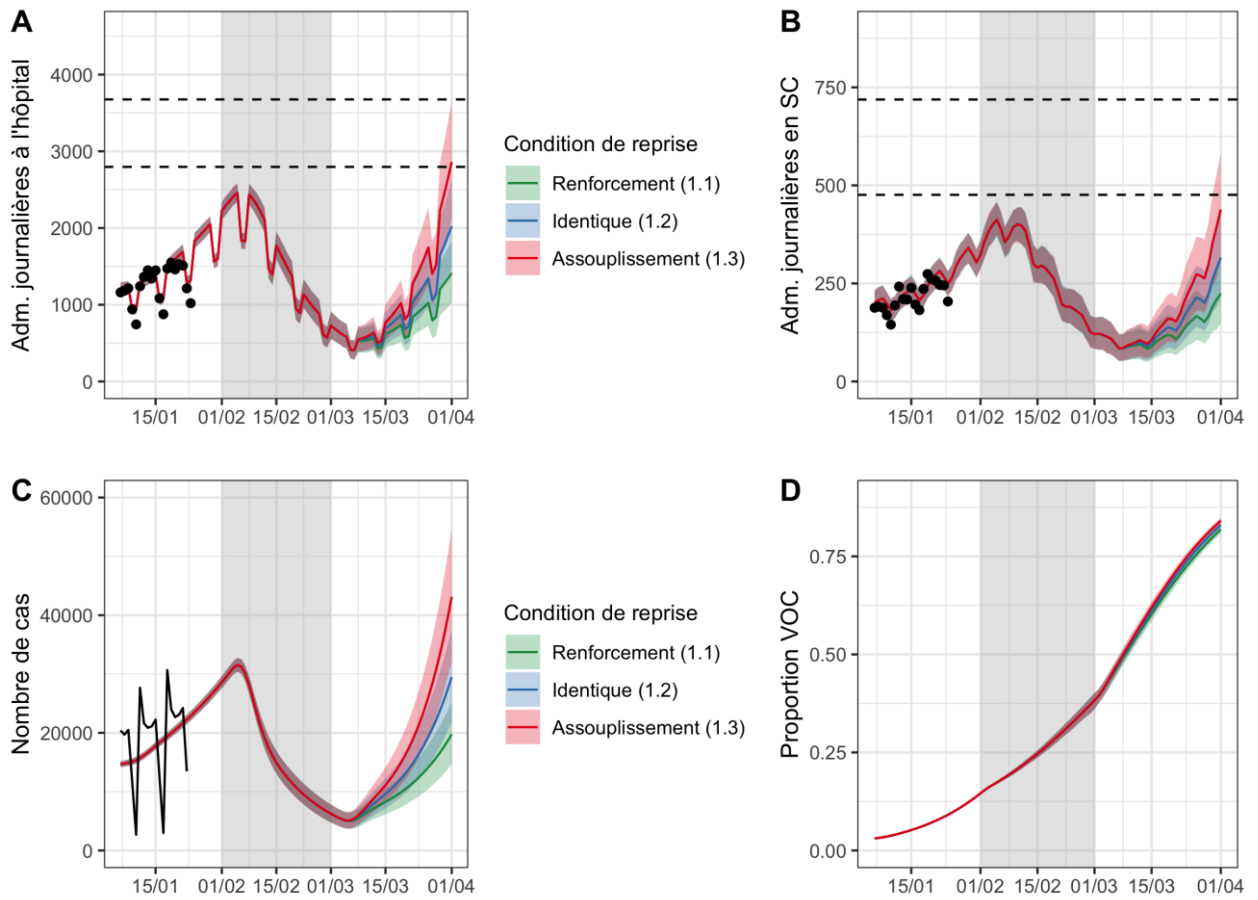 A
Adm. journalières à l'hôpital
4000
3000
2000
1000
0
15/01 01/02 15/02 01/03 15/03 01/04
Condition de reprise
Renforcement (1.1)
Identique (1.2)
Assouplissement (1.3)
B
Adm. journalières en SC
750
500
250
0
15/01 01/02 15/02 01/03 15/03 01/04
C
Nombre de cas
60000
40000
20000
0
15/01 01/02 15/02 01/03 15/03 01/04
Condition de reprise
Renforcement (1.1)
Identique (1.2)
Assouplissement (1.3)
D
Proportion VOC
0.75
0.50
0.25
0.00
15/01 01/02 15/02 01/03 15/03 01/04